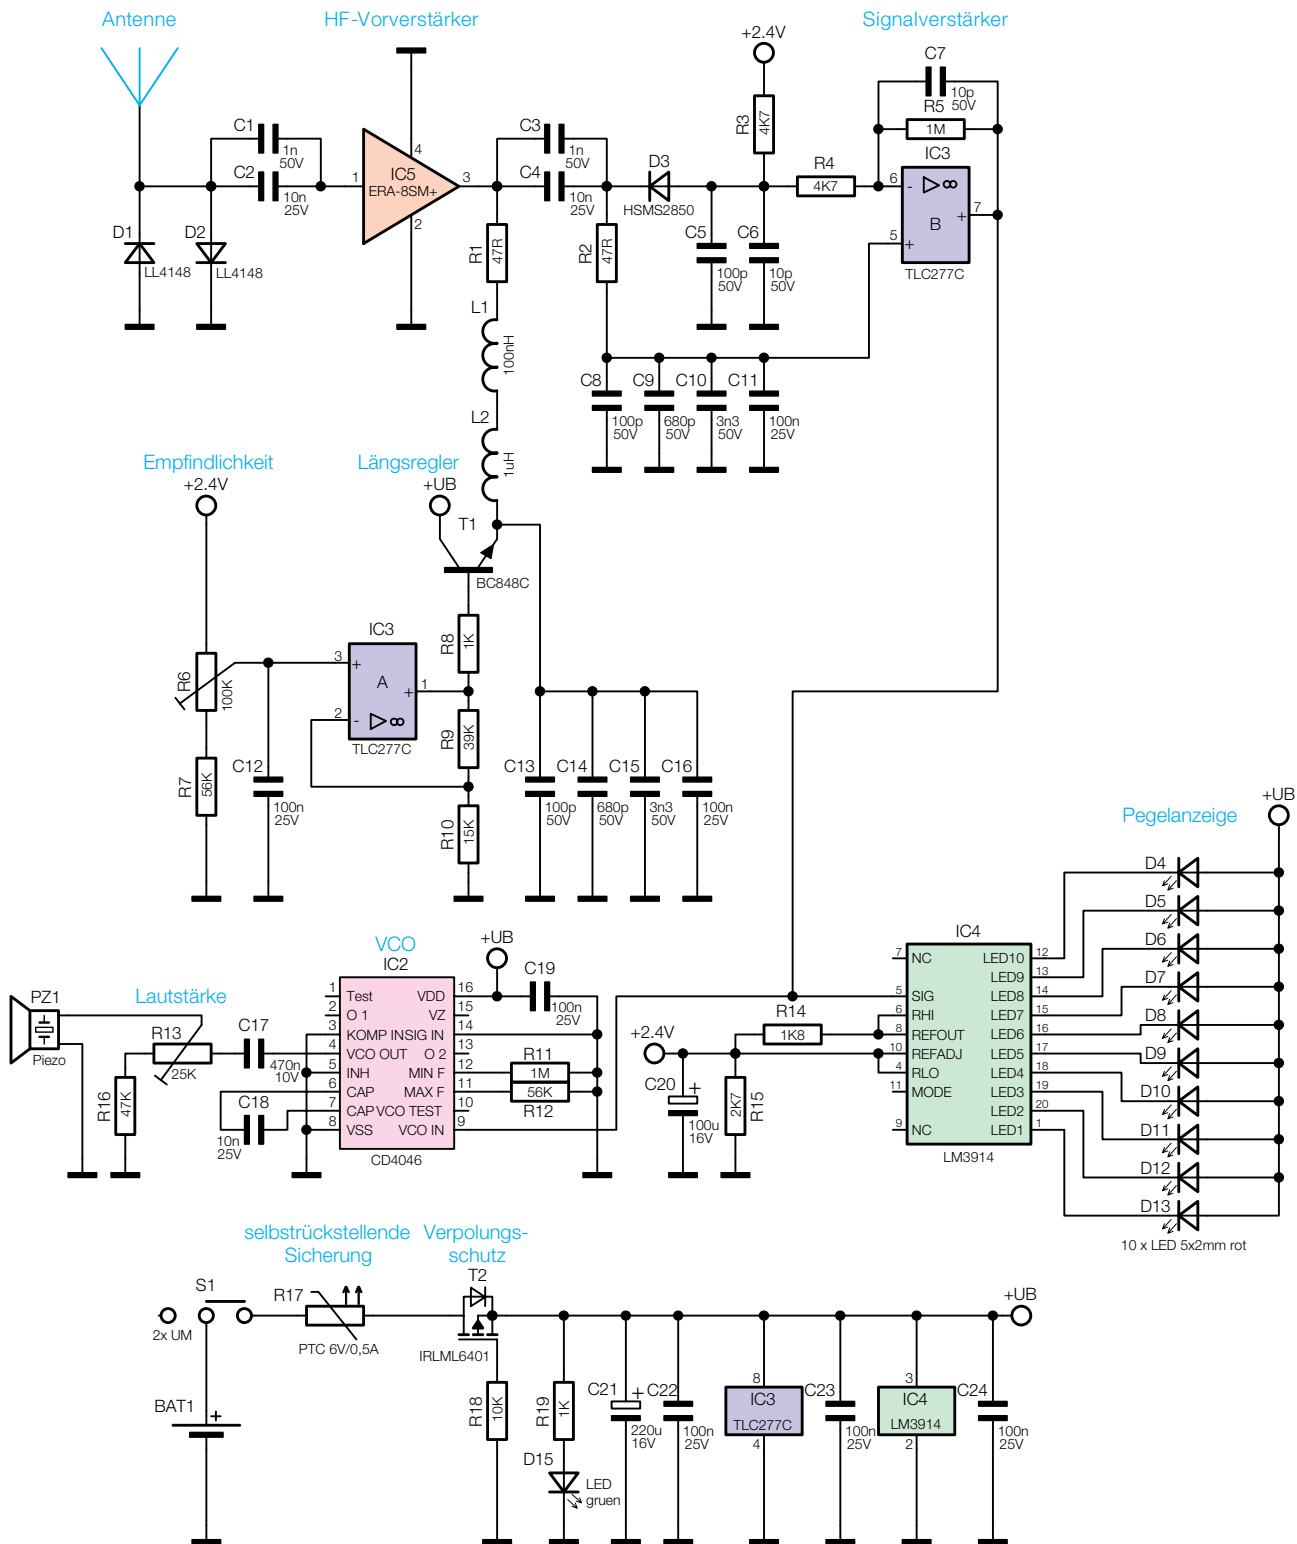 Antenne
HF-Vorverstärker
Signalverstärker
+2.4V
C7
10p
50V
R5
1M
C1
1n
50V
C2
10n
25V
1
4
IC5
ERA-8SM+
3
2
C3
1n
50V
C4
10n
25V
R3
4K7
D3
HSMS2850
R4
4K7
IC3
6
-
▷∞
B
+
7
5
+
TLC277C
D1
LL4148
D2
LL4148
R1
47R
R2
47R
C5
100p
50V
C6
10p
50V
L1
100nH
L2
1uH
C8
100p
50V
C9
680p
50V
C10
3n3
50V
C11
100n
25V
Empfindlichkeit
+2.4V
Längsregler
+UB
T1
BC848C
R6
100K
R7
56K
C12
100n
25V
IC3
3
+
A
+
1
2
-
▷∞
TLC277C
R8
1K
R9
39K
R10
15K
C13
100p
50V
C14
680p
50V
C15
3n3
50V
C16
100n
25V
Pegelanzeige
+UB
D4
D5
D6
D7
D8
D9
D10
D11
D12
D13
10 x LED 5x2mm rot
VCO
IC2
+UB
C19
100n
25V
PZ1
Piezo
Lautstärke
R13
25K
R16
47K
C17
470n
10V
C18
10n
25V
1 Test VDD 16
2 O 1 VZ 15
3 KOMP IN SIG IN 14
4 VCO OUT O 2 13
5 INH MIN F 12
6 CAP MAX F 11
7 CAP VCO TEST 10
8 VSS VCO IN 9
CD4046
R11
1M
56K
R12
+2.4V
C20
+
100u
16V
R14
1K8
R15
2K7
IC4
7 NC LED10 12
LED9 13
5 SIG LED8 14
6 RHI LED7 15
8 REFOUT LED6 16
10 REFADJ LED5 17
4 RLO LED4 18
11 MODE LED3 19
LED2 20
9 NC LED1 1
LM3914
selbstrückstellende
Sicherung
Verpolungs-
schutz
S1
2x UM
BAT1
+
R17
PTC 6V/0,5A
T2
IRLML6401
R18
10K
R19
1K
D15
LED
gruen
C21
+
220u
16V
C22
100n
25V
8
IC3
TLC277C
4
C23
100n
25V
3
IC4
LM3914
2
C24
100n
25V
+UB